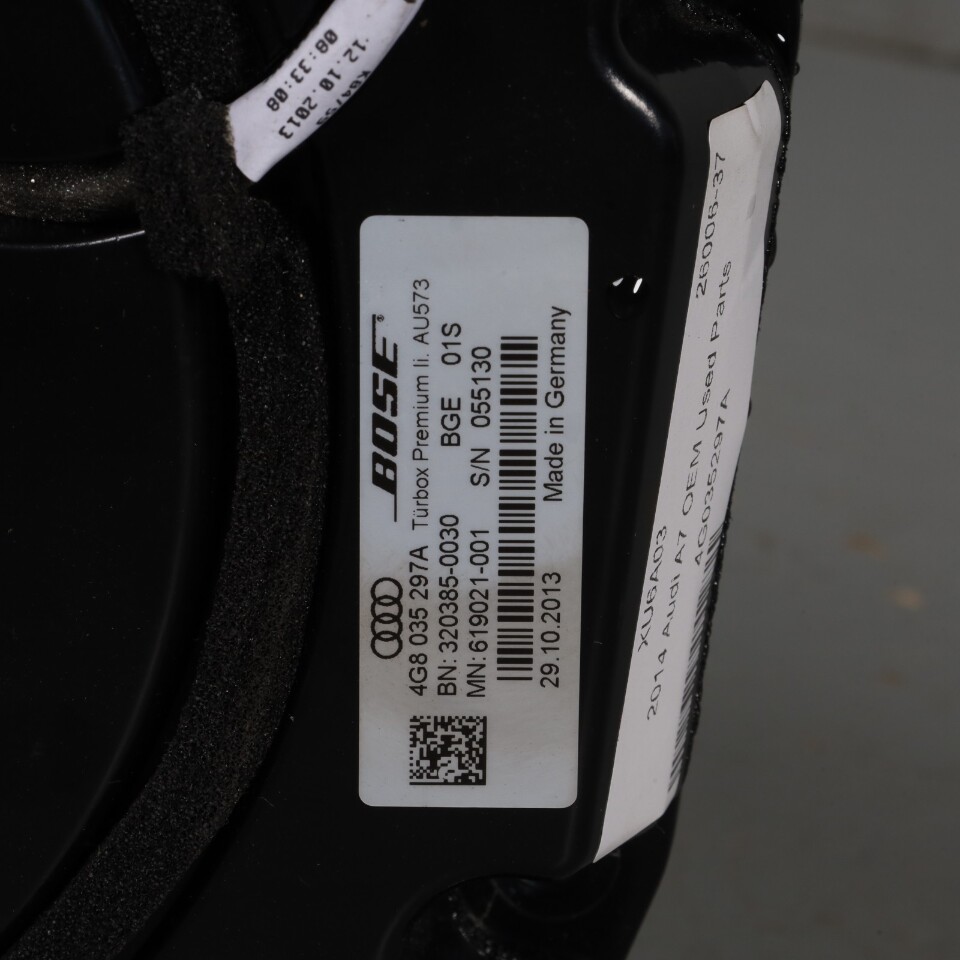 12.10.2013
08:33:08
BOSE®
4G8 035 297A Türbox Premium li. AU573
BN: 320385-0030 BGE 01S
MN: 619021-001 S/N 055130
29.10.2013 Made in Germany
XU6A03 26006-37
2014 Audi A7 OEM Used Parts
4G035297A